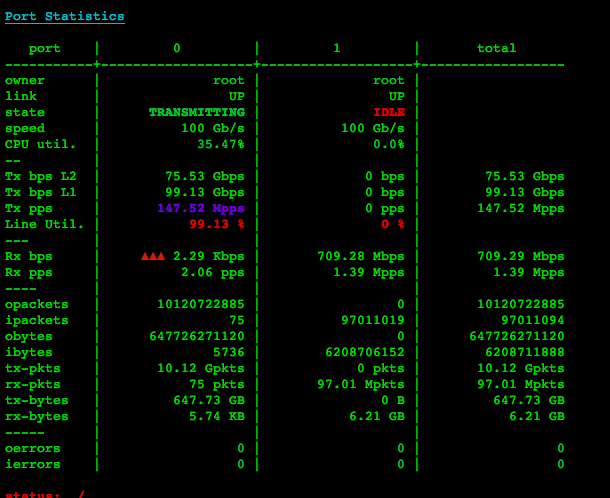 Port Statistics
port | 0 | 1 | total
-----------+-------------------+-------------------+------------------
owner | root | root |
link | UP | UP |
state | TRANSMITTING | IDLE |
speed | 100 Gb/s | 100 Gb/s |
CPU util. | 35.47% | 0.0% |
-- | | |
Tx bps L2 | 75.53 Gbps | 0 bps | 75.53 Gbps
Tx bps L1 | 99.13 Gbps | 0 bps | 99.13 Gbps
Tx pps | 147.52 Mpps | 0 pps | 147.52 Mpps
Line Util. | 99.13 % | 0 % |
--- | | |
Rx bps | ▲▲▲ 2.29 Kbps | 709.28 Mbps | 709.29 Mbps
Rx pps | 2.06 pps | 1.39 Mpps | 1.39 Mpps
---- | | |
opackets | 10120722885 | 0 | 10120722885
ipackets | 75 | 97011019 | 97011094
obytes | 647726271120 | 0 | 647726271120
ibytes | 5736 | 6208706152 | 6208711888
tx-pkts | 10.12 Gpkts | 0 pkts | 10.12 Gpkts
rx-pkts | 75 pkts | 97.01 Mpkts | 97.01 Mpkts
tx-bytes | 647.73 GB | 0 B | 647.73 GB
rx-bytes | 5.74 KB | 6.21 GB | 6.21 GB
----- | | |
oerrors | 0 | 0 | 0
ierrors | 0 | 0 | 0
status: /